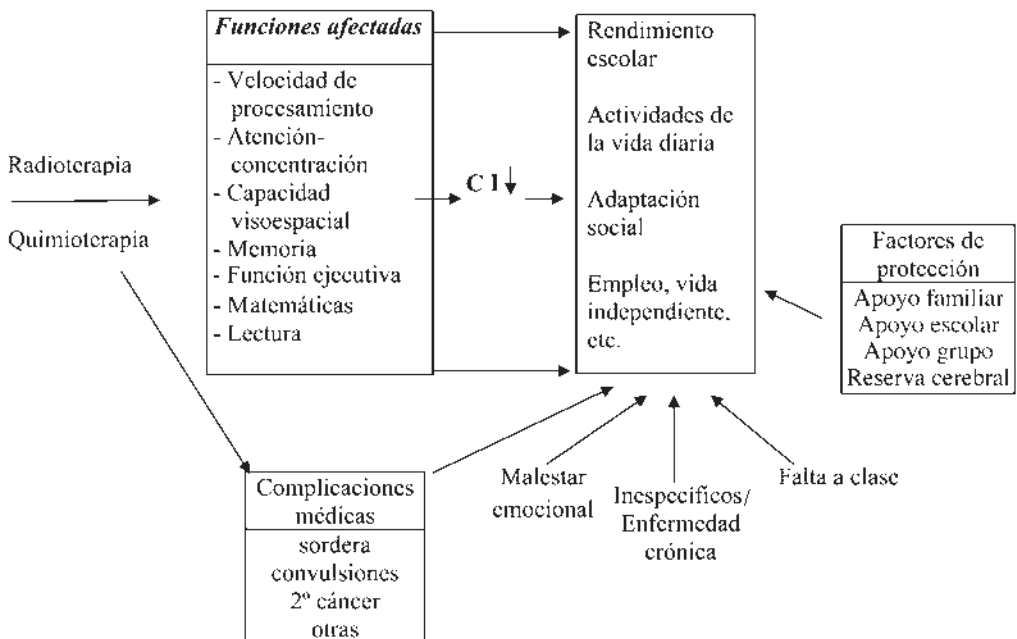 Funciones afectadas
- Velocidad de
procesamiento
- Atención-
concentración
- Capacidad
visoespacial
- Memoria
- Función ejecutiva
- Matemáticas
- Lectura
Radioterapia
Quimioterapia
C I
Rendimiento
escolar
Actividades de
la vida diaria
Adaptación
social
Empleo, vida
independiente,
etc.
Factores de
protección
Apoyo familiar
Apoyo escolar
Apoyo grupo
Reserva cerebral
Complicaciones
médicas
sordera
convulsiones
2º cáncer
otras
Malestar
emocional
Inespecíficos/
Enfermedad
crónica
Falta a clase